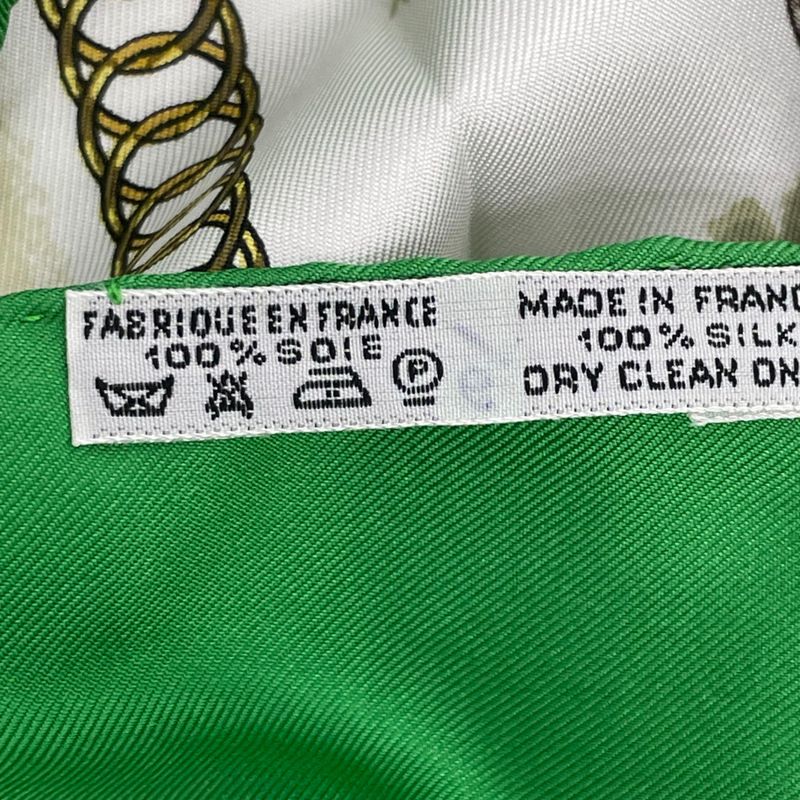 FABRIQUE EN FRANCE
100% SOIE
P
MADE IN FRANC
100% SILK
DRY CLEAN ON